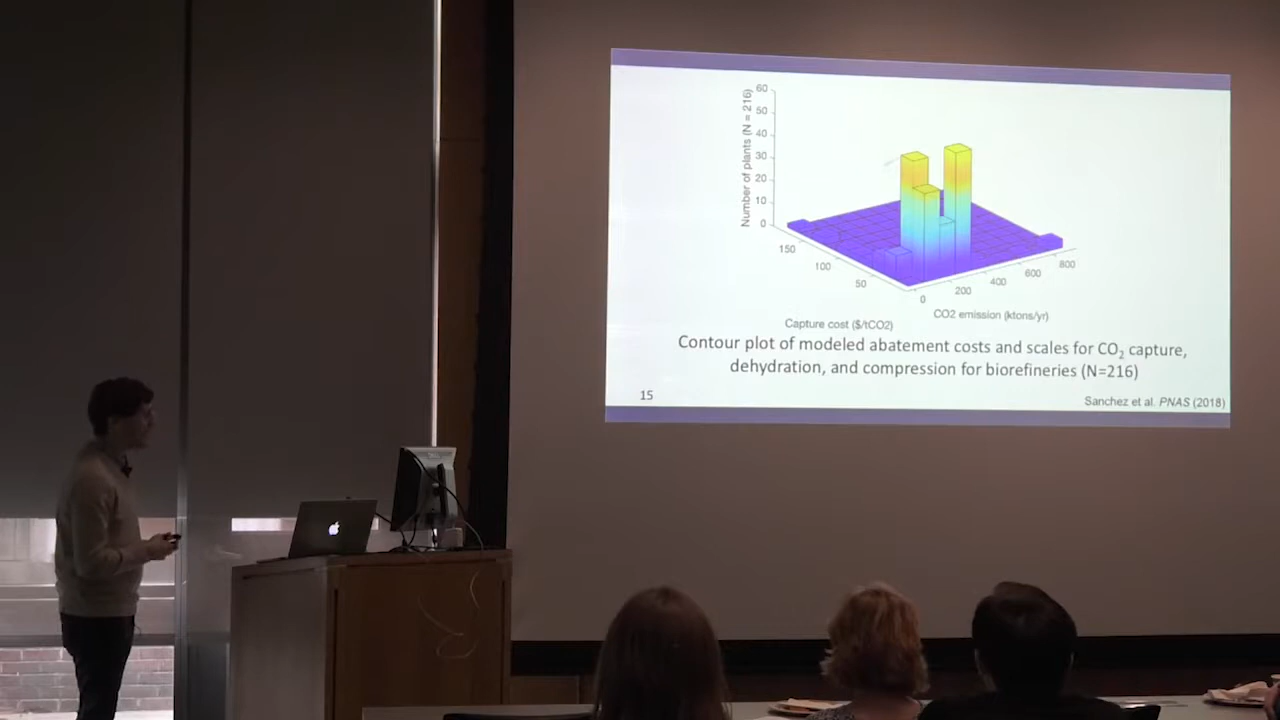 60
50
40
30
20
10
0
Number of plants (N = 216)
150
100
50
0
200
400
600
800
Capture cost ($/tCO2)
CO2 emission (ktons/yr)
Contour plot of modeled abatement costs and scales for CO₂ capture,
dehydration, and compression for biorefineries (N=216)
15
Sanchez et al. PNAS (2018)